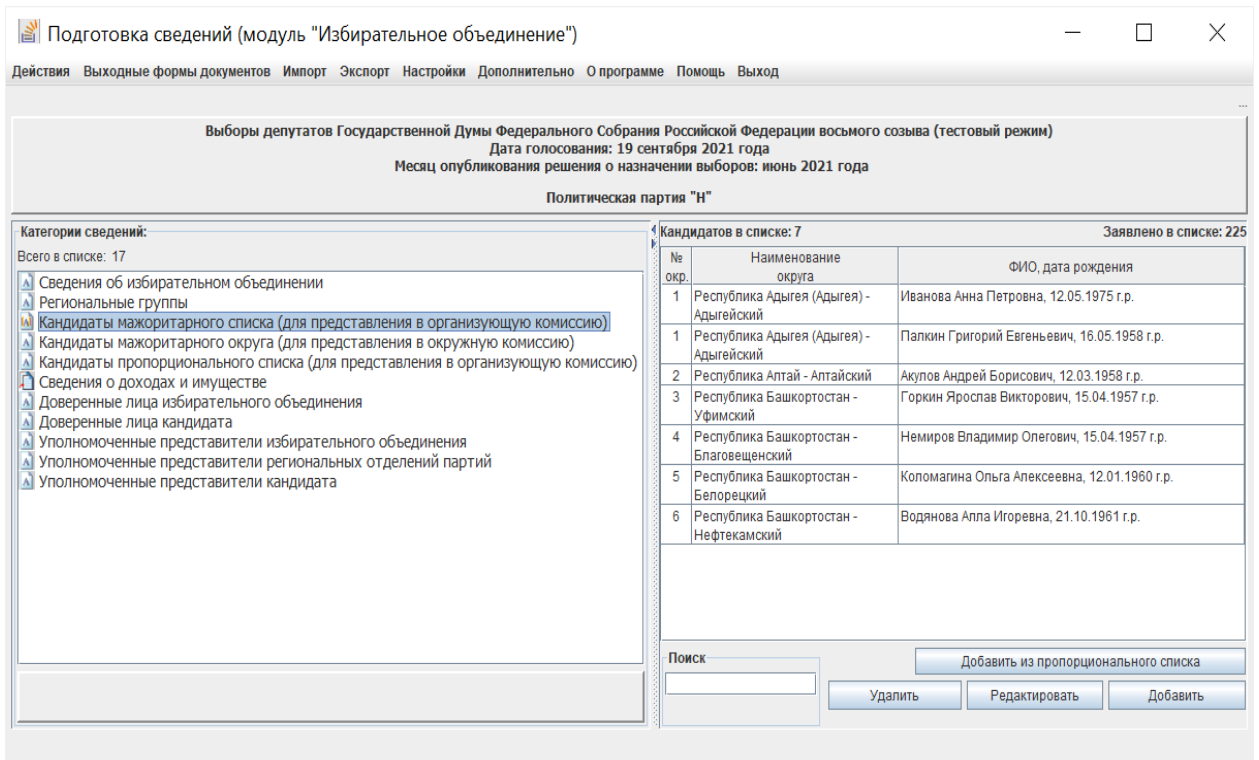 Подготовка сведений (модуль "Избирательное объединение")
Действия Выходные формы документов Импорт Экспорт Настройки Дополнительно О программе Помощь Выход
...
Выборы депутатов Государственной Думы Федерального Собрания Российской Федерации восьмого созыва (тестовый режим)
Дата голосования: 19 сентября 2021 года
Месяц опубликования решения о назначении выборов: июнь 2021 года
Политическая партия "Н"
Категории сведений:
Всего в списке: 17
Сведения об избирательном объединении
Региональные группы
Кандидаты мажоритарного списка (для представления в организующую комиссию)
Кандидаты мажоритарного округа (для представления в окружную комиссию)
Кандидаты пропорционального списка (для представления в организующую комиссию)
Сведения о доходах и имуществе
Доверенные лица избирательного объединения
Доверенные лица кандидата
Уполномоченные представители избирательного объединения
Уполномоченные представители региональных отделений партий
Уполномоченные представители кандидата
Кандидатов в списке: 7 Заявлено в списке: 225
№ окр. Наименование округа ФИО, дата рождения
1 Республика Адыгея (Адыгея) - Иванова Анна Петровна, 12.05.1975 г.р.
Адыгейский
1 Республика Адыгея (Адыгея) - Палкин Григорий Евгеньевич, 16.05.1958 г.р.
Адыгейский
2 Республика Алтай - Алтайский Акулов Андрей Борисович, 12.03.1958 г.р.
3 Республика Башкортостан - Горкин Ярослав Викторович, 15.04.1957 г.р.
Уфимский
4 Республика Башкортостан - Немиров Владимир Олегович, 15.04.1957 г.р.
Благовещенский
5 Республика Башкортостан - Коломагина Ольга Алексеевна, 12.01.1960 г.р.
Белорецкий
6 Республика Башкортостан - Водянова Алла Игоревна, 21.10.1961 г.р.
Нефтекамский
Поиск
Добавить из пропорционального списка
Удалить Редактировать Добавить